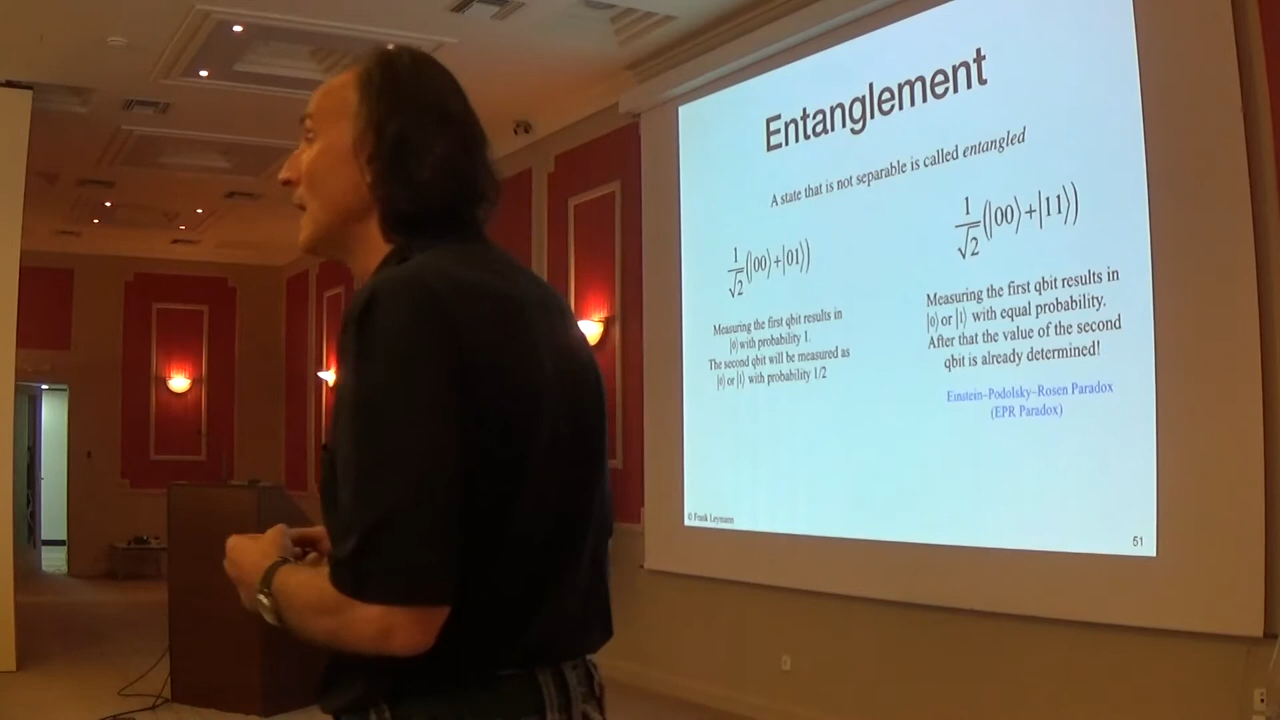 Entanglement
A state that is not separable is called entangled
1/√2(|00⟩+|01⟩)
Measuring the first qbit results in
|0⟩ with probability 1.
The second qbit will be measured as
|0⟩ or |1⟩ with probability 1/2
1/√2(|00⟩+|11⟩)
Measuring the first qbit results in
|0⟩ or |1⟩ with equal probability.
After that the value of the second
qbit is already determined!
Einstein–Podolsky–Rosen Paradox
(EPR Paradox)
© Frank Leymann
51